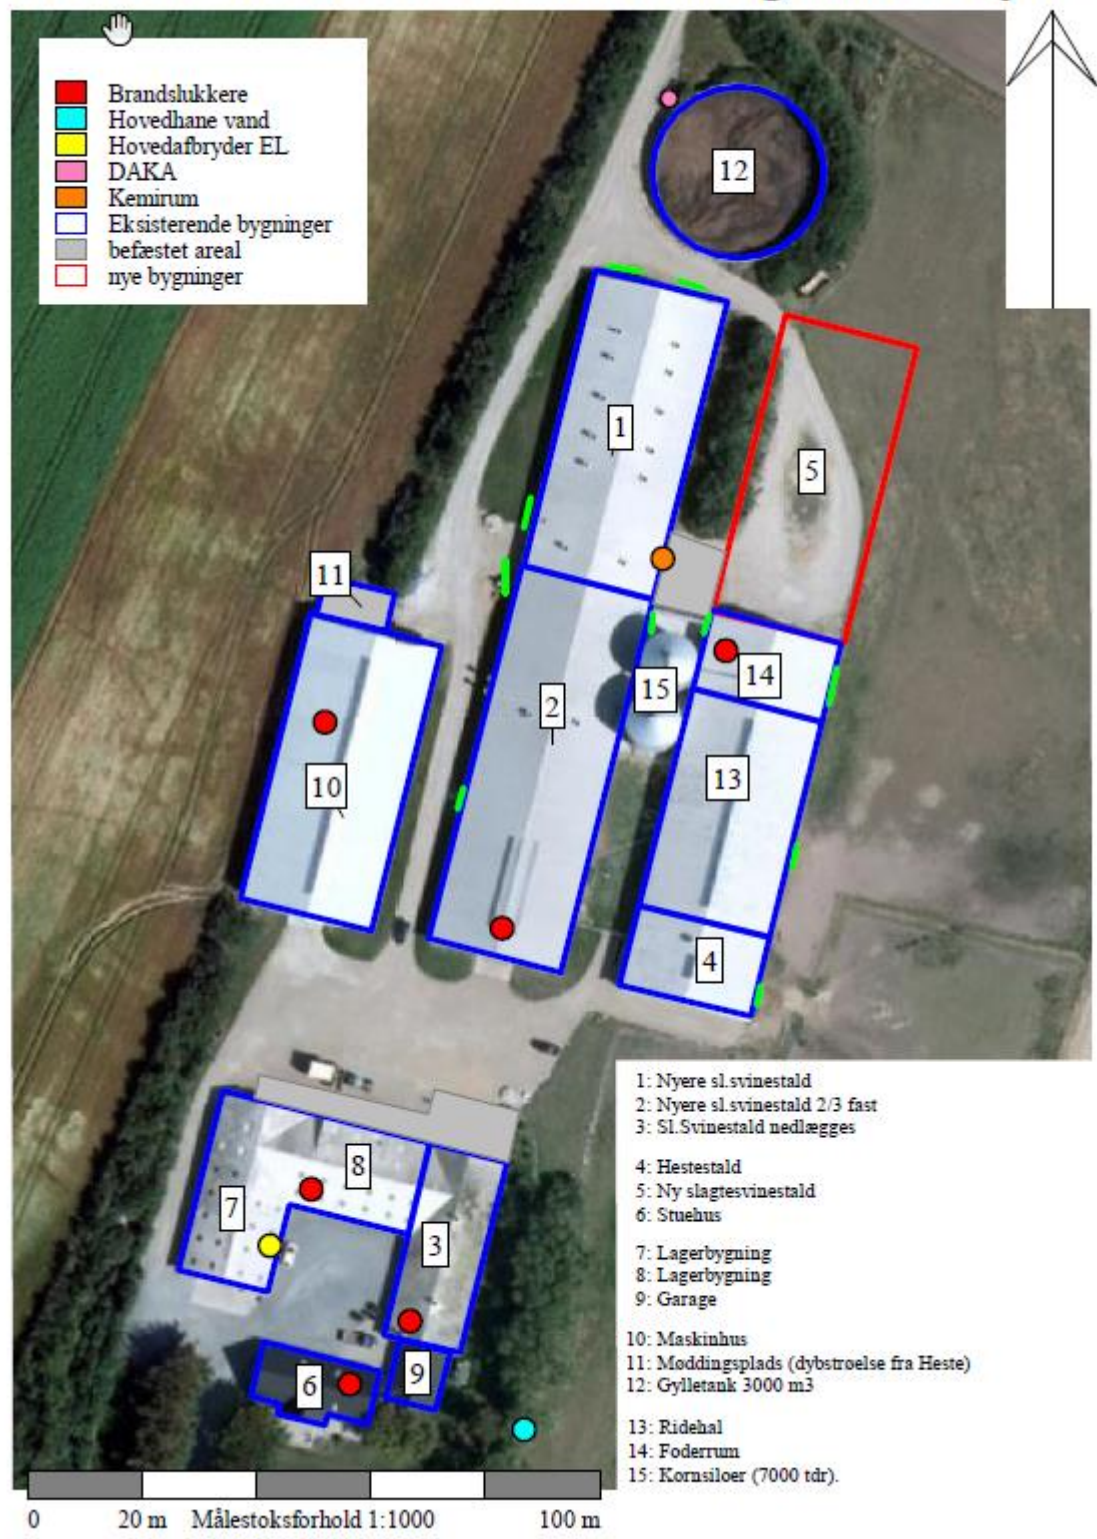 Brandslukkere
Hovedhane vand
Hovedafbryder EL
DAKA
Kemirum
Eksisterende bygninger
befæstet areal
nye bygninger
12
1
5
11
14
15
2
13
10
4
8
7
3
9
6
1: Nyere sl.svinestald
2: Nyere sl.svinestald 2/3 fast
3: Sl.Svinestald nedlægges
4: Hestestald
5: Ny slagtesvinestald
6: Stuehus
7: Lagerbygning
8: Lagerbygning
9: Garage
10: Maskinhus
11: Møddingsplads (dybstrøelse fra Heste)
12: Gylletank 3000 m3
13: Ridehal
14: Foderrum
15: Kornsiloer (7000 tdr).
0 20 m Målestoksforhold 1:1000 100 m